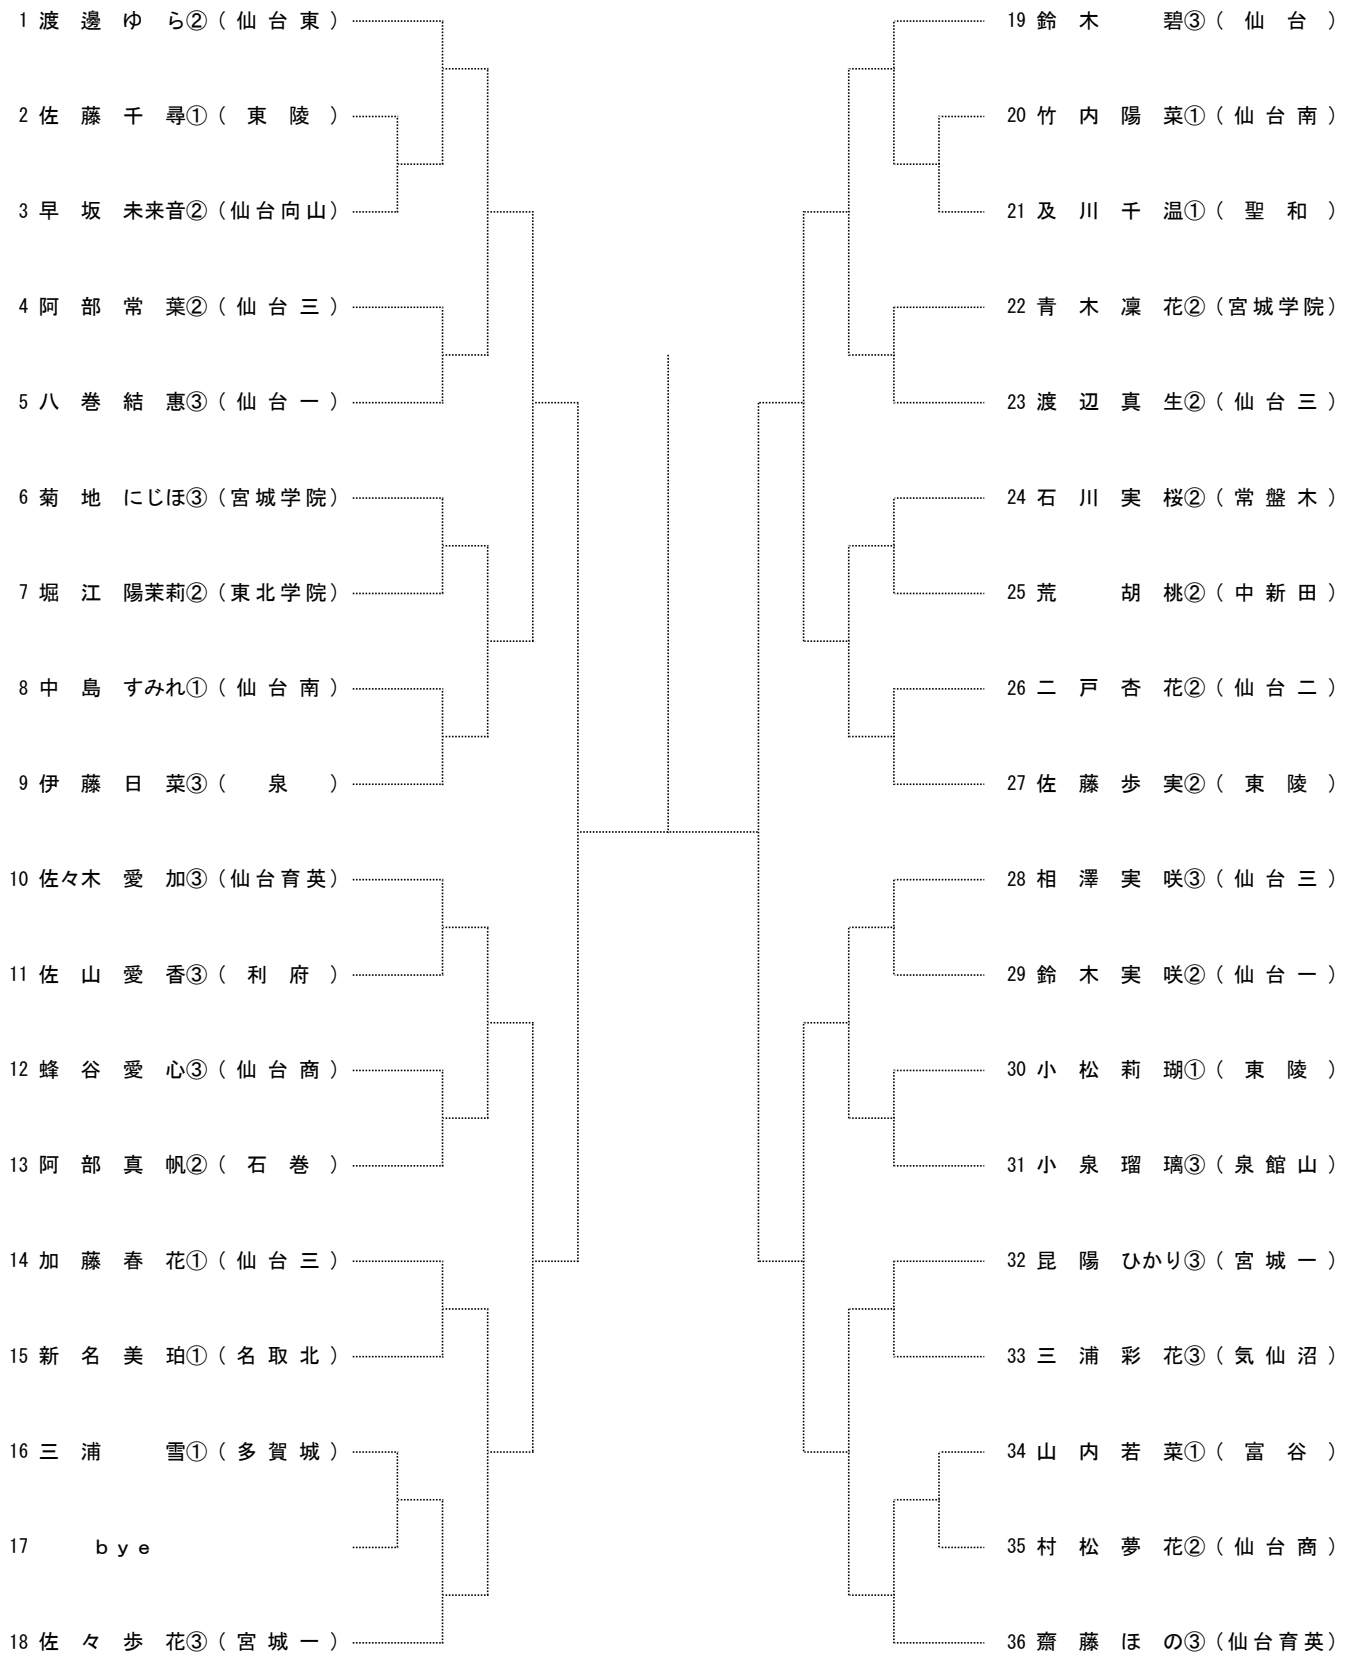 1 渡 邊 ゆ ら② ( 仙 台 東 )
2 佐 藤 千 尋① ( 東 陵 )
3 早 坂 未来音② (仙台向山)
4 阿 部 常 葉② ( 仙 台 三 )
5 八 巻 結 惠③ ( 仙 台 一 )
6 菊 地 にじほ③ (宮城学院)
7 堀 江 陽茉莉② (東北学院)
8 中 島 すみれ① ( 仙 台 南 )
9 伊 藤 日 菜③ ( 泉 )
10 佐々木 愛 加③ (仙台育英)
11 佐 山 愛 香③ ( 利 府 )
12 蜂 谷 愛 心③ ( 仙 台 商 )
13 阿 部 真 帆② ( 石 巻 )
14 加 藤 春 花① ( 仙 台 三 )
15 新 名 美 珀① ( 名 取 北 )
16 三 浦 雪① ( 多 賀 城 )
17 ｂｙｅ
18 佐 々 歩 花③ ( 宮 城 一 )
19 鈴 木 碧③ ( 仙 台 )
20 竹 内 陽 菜① ( 仙 台 南 )
21 及 川 千 温① ( 聖 和 )
22 青 木 凜 花② (宮城学院)
23 渡 辺 真 生② ( 仙 台 三 )
24 石 川 実 桜② ( 常 盤 木 )
25 荒 胡 桃② ( 中 新 田 )
26 二 戸 杏 花② ( 仙 台 二 )
27 佐 藤 歩 実② ( 東 陵 )
28 相 澤 実 咲③ ( 仙 台 三 )
29 鈴 木 実 咲② ( 仙 台 一 )
30 小 松 莉 瑚① ( 東 陵 )
31 小 泉 瑠 璃③ ( 泉 館 山 )
32 昆 陽 ひかり③ ( 宮 城 一 )
33 三 浦 彩 花③ ( 気 仙 沼 )
34 山 内 若 菜① ( 富 谷 )
35 村 松 夢 花② ( 仙 台 商 )
36 齋 藤 ほ の③ (仙台育英)